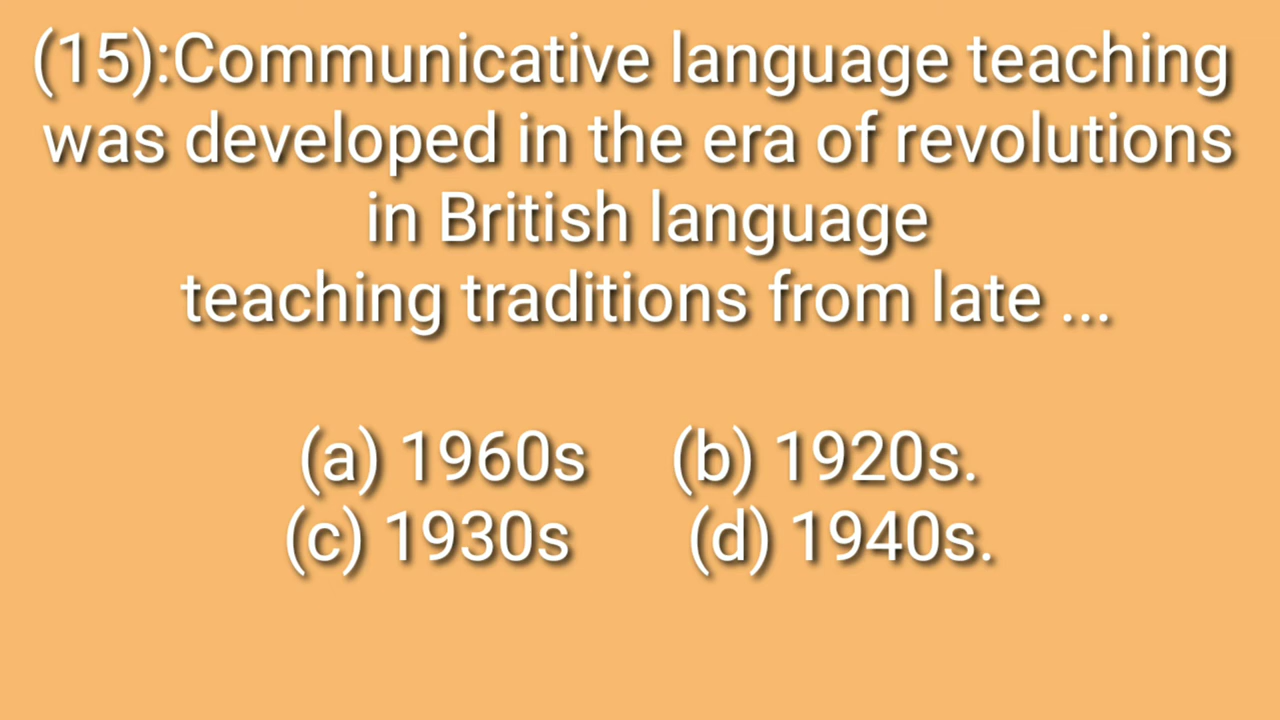 (15):Communicative language teaching
was developed in the era of revolutions
in British language
teaching traditions from late ...
(a) 1960s (b) 1920s.
(c) 1930s (d) 1940s.